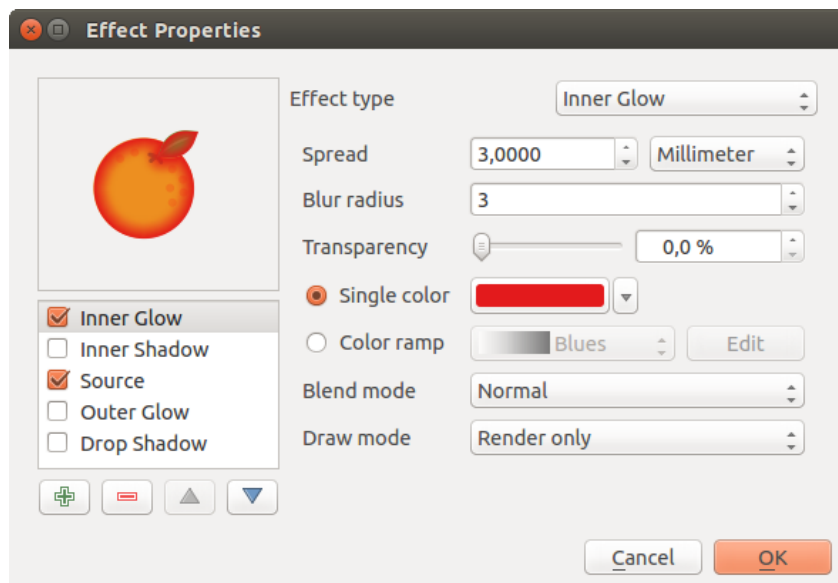 Effect Properties
Effect type Inner Glow
Spread 3,0000 Millimeter
Blur radius 3
Transparency 0,0 %
Single color
Color ramp Blues Edit
Blend mode Normal
Draw mode Render only
Inner Glow
Inner Shadow
Source
Outer Glow
Drop Shadow
Cancel OK